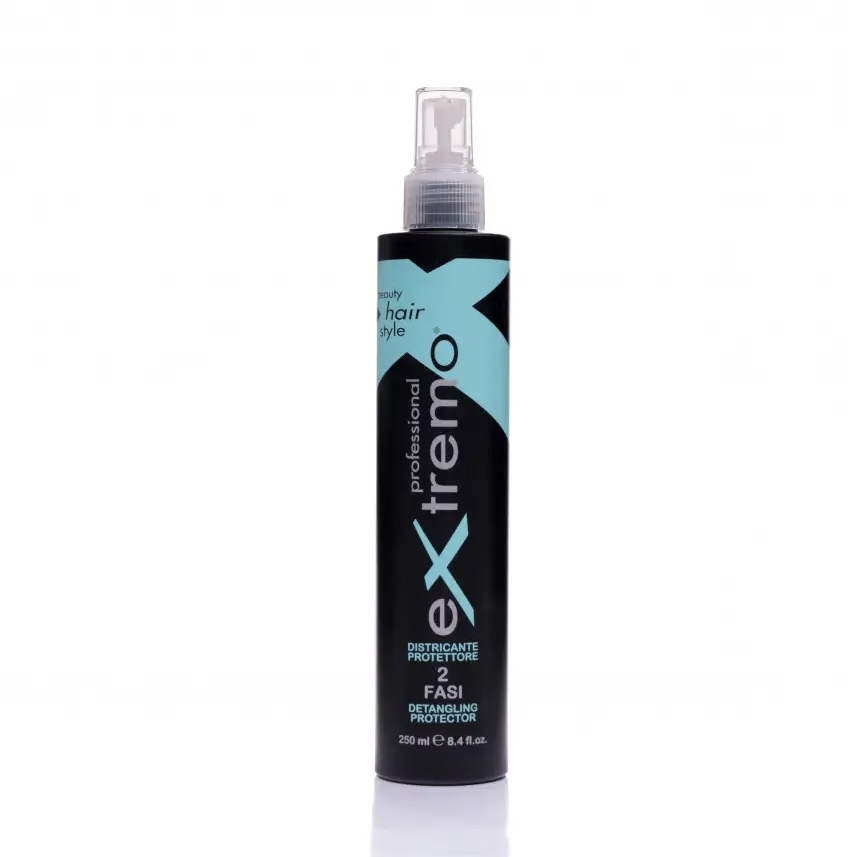 beauty
hair
style
professional
eXtremo®
DISTRICANTE
PROTETTORE
2
FASI
DETANGLING
PROTECTOR
250 ml ℮ 8.4 fl.oz.